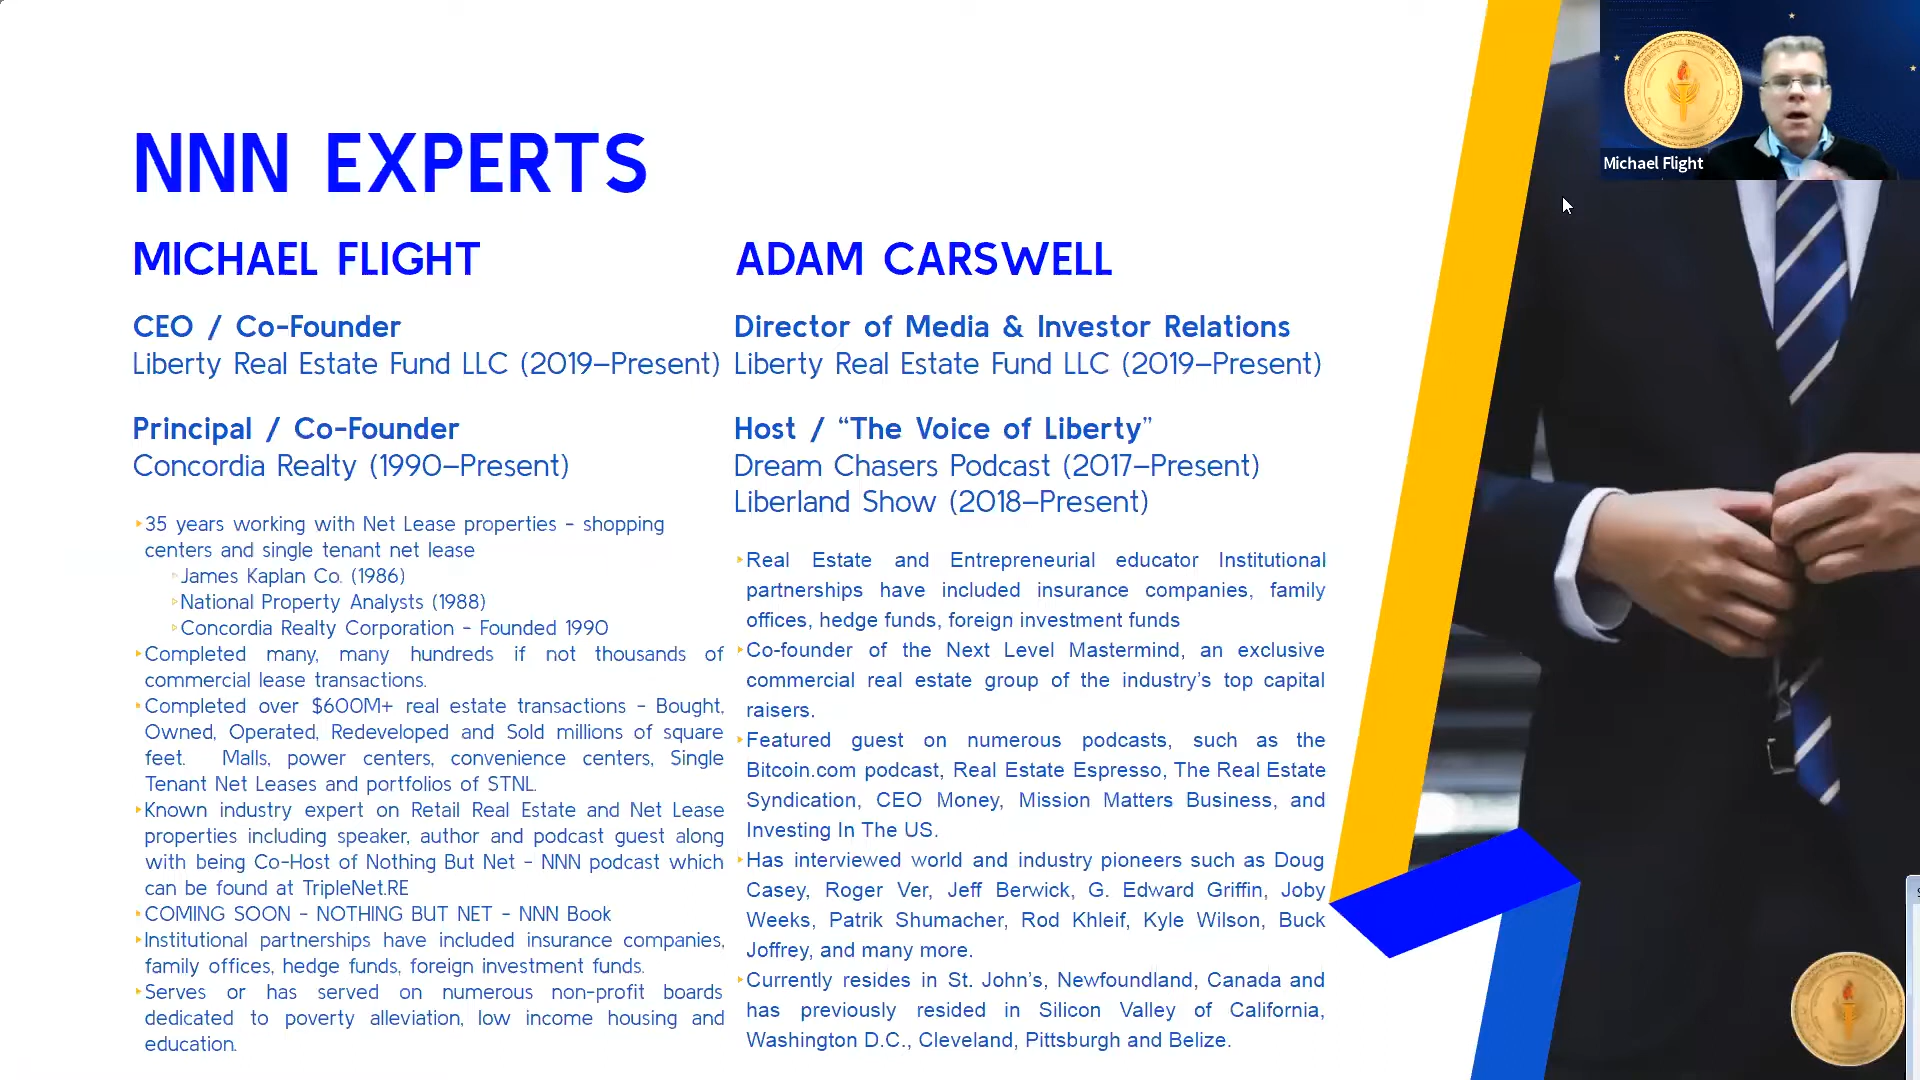 NNN EXPERTS
MICHAEL FLIGHT
CEO / Co-Founder
Liberty Real Estate Fund LLC (2019–Present)
Principal / Co-Founder
Concordia Realty (1990–Present)
35 years working with Net Lease properties - shopping
centers and single tenant net lease
James Kaplan Co. (1986)
National Property Analysts (1988)
Concordia Realty Corporation - Founded 1990
Completed many, many hundreds if not thousands of
commercial lease transactions.
Completed over $600M+ real estate transactions - Bought,
Owned, Operated, Redeveloped and Sold millions of square
feet. Malls, power centers, convenience centers, Single
Tenant Net Leases and portfolios of STNL.
Known industry expert on Retail Real Estate and Net Lease
properties including speaker, author and podcast guest along
with being Co-Host of Nothing But Net - NNN podcast which
can be found at TripleNet.RE
COMING SOON - NOTHING BUT NET - NNN Book
Institutional partnerships have included insurance companies,
family offices, hedge funds, foreign investment funds.
Serves or has served on numerous non-profit boards
dedicated to poverty alleviation, low income housing and
education.
ADAM CARSWELL
Director of Media & Investor Relations
Liberty Real Estate Fund LLC (2019–Present)
Host / “The Voice of Liberty”
Dream Chasers Podcast (2017–Present)
Liberland Show (2018–Present)
Real Estate and Entrepreneurial educator Institutional
partnerships have included insurance companies, family
offices, hedge funds, foreign investment funds
Co-founder of the Next Level Mastermind, an exclusive
commercial real estate group of the industry’s top capital
raisers.
Featured guest on numerous podcasts, such as the
Bitcoin.com podcast, Real Estate Espresso, The Real Estate
Syndication, CEO Money, Mission Matters Business, and
Investing In The US.
Has interviewed world and industry pioneers such as Doug
Casey, Roger Ver, Jeff Berwick, G. Edward Griffin, Joby
Weeks, Patrik Shumacher, Rod Khleif, Kyle Wilson, Buck
Joffrey, and many more.
Currently resides in St. John’s, Newfoundland, Canada and
has previously resided in Silicon Valley of California,
Washington D.C., Cleveland, Pittsburgh and Belize.
LIBERTY REAL ESTATE FUND
Michael Flight